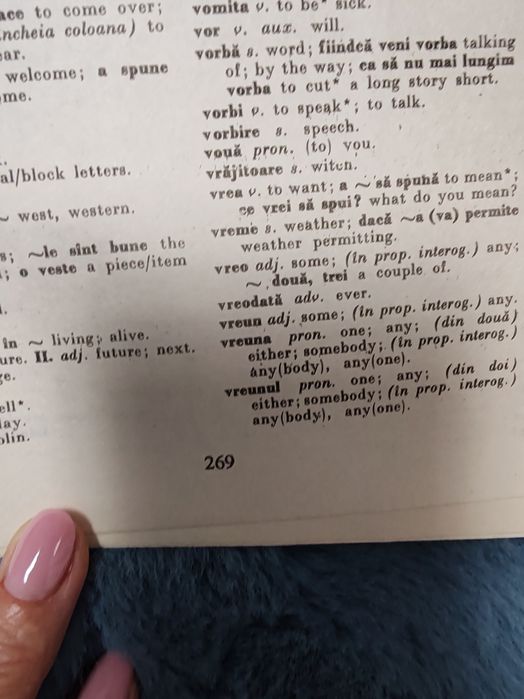 ace to come over;
ncheia coloana) to
ear.
welcome; a spune
me.
al/block letters.
~ west, western.
s; ~le sînt bune the
; o veste a piece/item
în ~ living; alive.
ure. II. adj. future; next.
ge.
ell*.
lay.
olin.
vomita v. to be* sick.
vor v. aux. will.
vorbă s. word; fiindcă veni vorba talking
of; by the way; ca să nu mai lungim
vorba to cut* a long story short.
vorbi v. to speak*; to talk.
vorbire s. speech.
vouă pron. (to) you.
vrăjitoare s. witch.
vrea v. to want; a ~ să spună to mean*;
ce vrei să spui? what do you mean?
vreme s. weather; dacă ~a (va) permite
weather permitting.
vreo adj. some; (în prop. interog.) any;
~ două, trei a couple of.
vreodată adv. ever.
vreun adj. some; (în prop. interog.) any.
vreuna pron. one; any; (din două)
either; somebody; (în prop. interog.)
any(body), any(one).
vreunul pron. one; any; (din doi)
either; somebody; (în prop. interog.)
any(body), any(one).
269